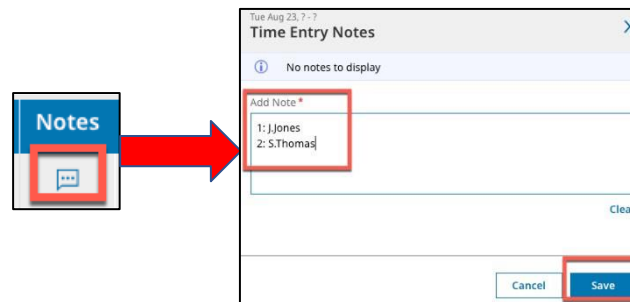 Notes
Tue Aug 23, ? - ?
Time Entry Notes
No notes to display
Add Note *
1: J.Jones
2: S.Thomas
Clea
Cancel
Save